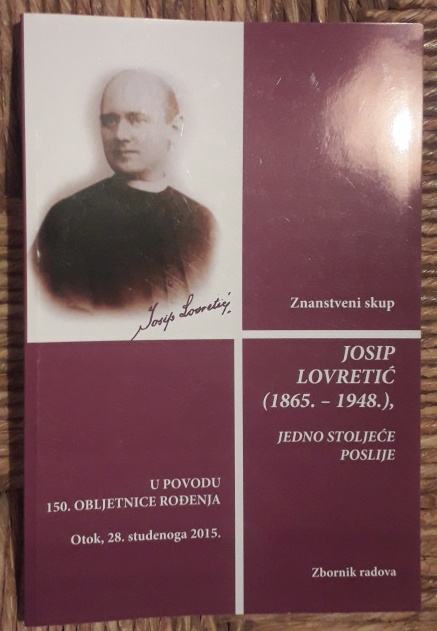 Josip Lovretić
Znanstveni skup
JOSIP
LOVRETIĆ
(1865. – 1948.),
JEDNO STOLJEĆE
POSLIJE
U POVODU
150. OBLJETNICE ROĐENJA
Otok, 28. studenoga 2015.
Zbornik radova